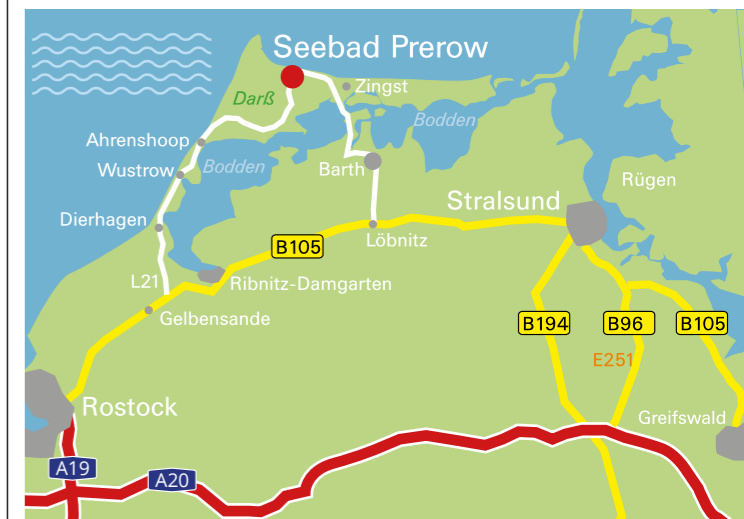 Seebad Prerow
Zingst
Darß
Bodden
Ahrenshoop
Bodden
Wustrow
Barth
Rügen
Stralsund
Dierhagen
Löbnitz
B105
L21
Ribnitz-Damgarten
Gelbensande
B194
B96
B105
E251
Rostock
Greifswald
A19
A20